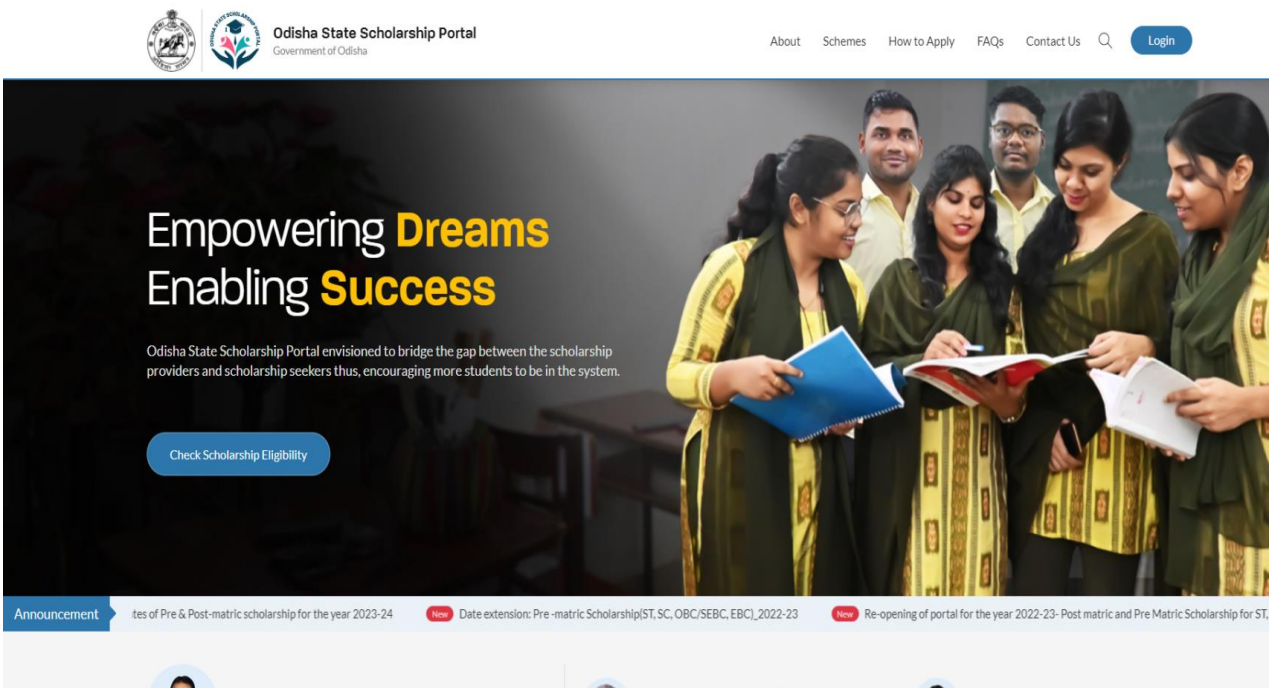 Odisha State Scholarship Portal
Government of Odisha
About Schemes How to Apply FAQs Contact Us Login
Empowering Dreams
Enabling Success
Odisha State Scholarship Portal envisioned to bridge the gap between the scholarship
providers and scholarship seekers thus, encouraging more students to be in the system.
Check Scholarship Eligibility
Announcement tes of Pre & Post-matric scholarship for the year 2023-24 New Date extension: Pre -matric Scholarship(ST, SC, OBC/SEBC, EBC)_2022-23 New Re-opening of portal for the year 2022-23- Post matric and Pre Matric Scholarship for ST,